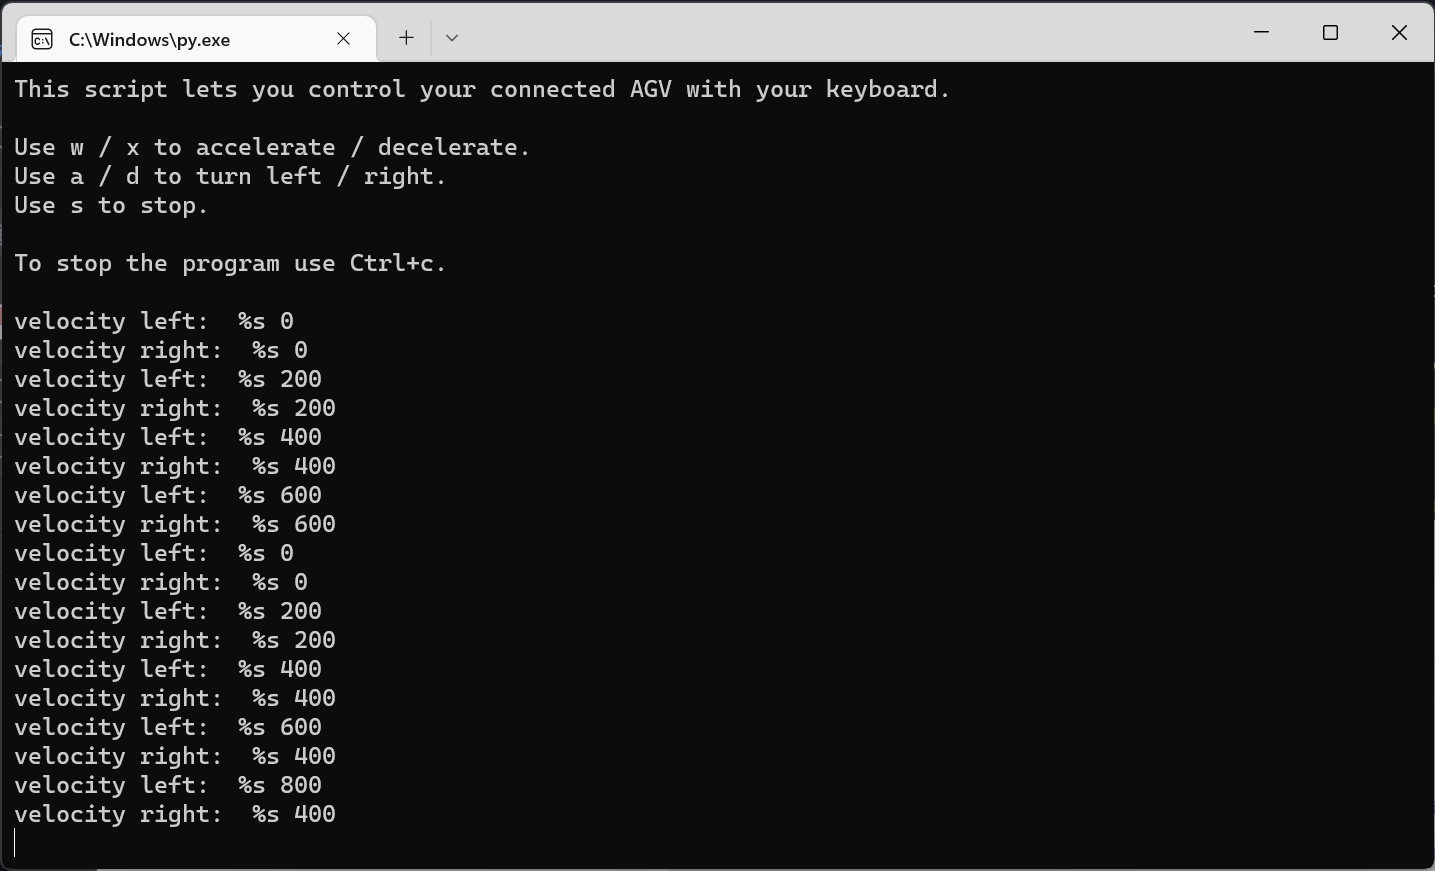 C:\Windows\py.exe
This script lets you control your connected AGV with your keyboard.
Use w / x to accelerate / decelerate.
Use a / d to turn left / right.
Use s to stop.
To stop the program use Ctrl+c.
velocity left:  %s 0
velocity right:  %s 0
velocity left:  %s 200
velocity right:  %s 200
velocity left:  %s 400
velocity right:  %s 400
velocity left:  %s 600
velocity right:  %s 600
velocity left:  %s 0
velocity right:  %s 0
velocity left:  %s 200
velocity right:  %s 200
velocity left:  %s 400
velocity right:  %s 400
velocity left:  %s 600
velocity right:  %s 400
velocity left:  %s 800
velocity right:  %s 400